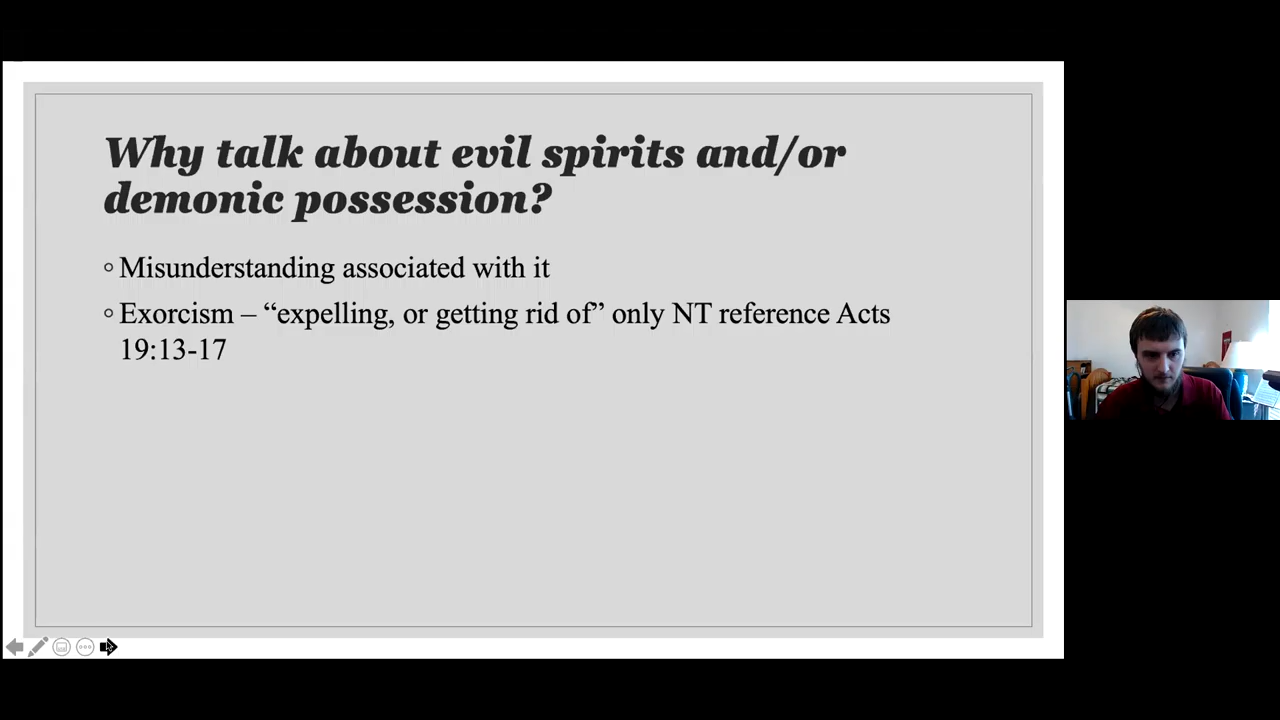 Why talk about evil spirits and/or
demonic possession?
◦ Misunderstanding associated with it
◦ Exorcism – “expelling, or getting rid of” only NT reference Acts
19:13-17